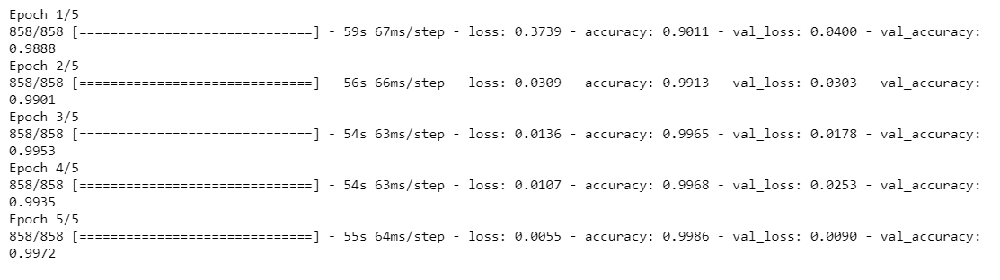 Epoch 1/5
858/858 [==============================] - 59s 67ms/step - loss: 0.3739 - accuracy: 0.9011 - val_loss: 0.0400 - val_accuracy:
0.9888
Epoch 2/5
858/858 [==============================] - 56s 66ms/step - loss: 0.0309 - accuracy: 0.9913 - val_loss: 0.0303 - val_accuracy:
0.9901
Epoch 3/5
858/858 [==============================] - 54s 63ms/step - loss: 0.0136 - accuracy: 0.9965 - val_loss: 0.0178 - val_accuracy:
0.9953
Epoch 4/5
858/858 [==============================] - 54s 63ms/step - loss: 0.0107 - accuracy: 0.9968 - val_loss: 0.0253 - val_accuracy:
0.9935
Epoch 5/5
858/858 [==============================] - 55s 64ms/step - loss: 0.0055 - accuracy: 0.9986 - val_loss: 0.0090 - val_accuracy:
0.9972